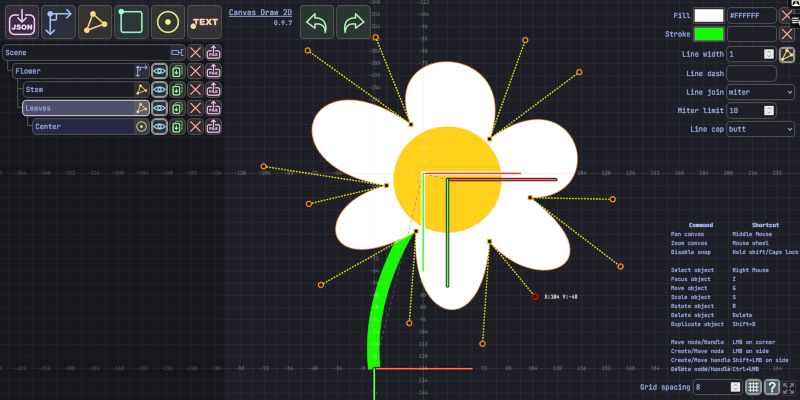 JSON
TEXT
Canvas Draw 2D
0.9.7
Scene
Flower
Stem
Leaves
Center
Fill #FFFFFF
Stroke
Line width 1
Line dash
Line join miter
Miter limit 10
Line cap butt
X:104 Y:-48
Command Shortcut
Pan canvas Middle Mouse
Zoom canvas Mouse wheel
Disable snap Hold shift/Caps lock
Select object Right Mouse
Focus object Z
Move object G
Scale object S
Rotate object R
Delete object Delete
Duplicate object Shift+D
Move node/Handle LMB on corner
Create/Move node LMB on side
Create/Move handle Shift+LMB on side
Delete node/Handle Ctrl+LMB
Grid spacing 8
?